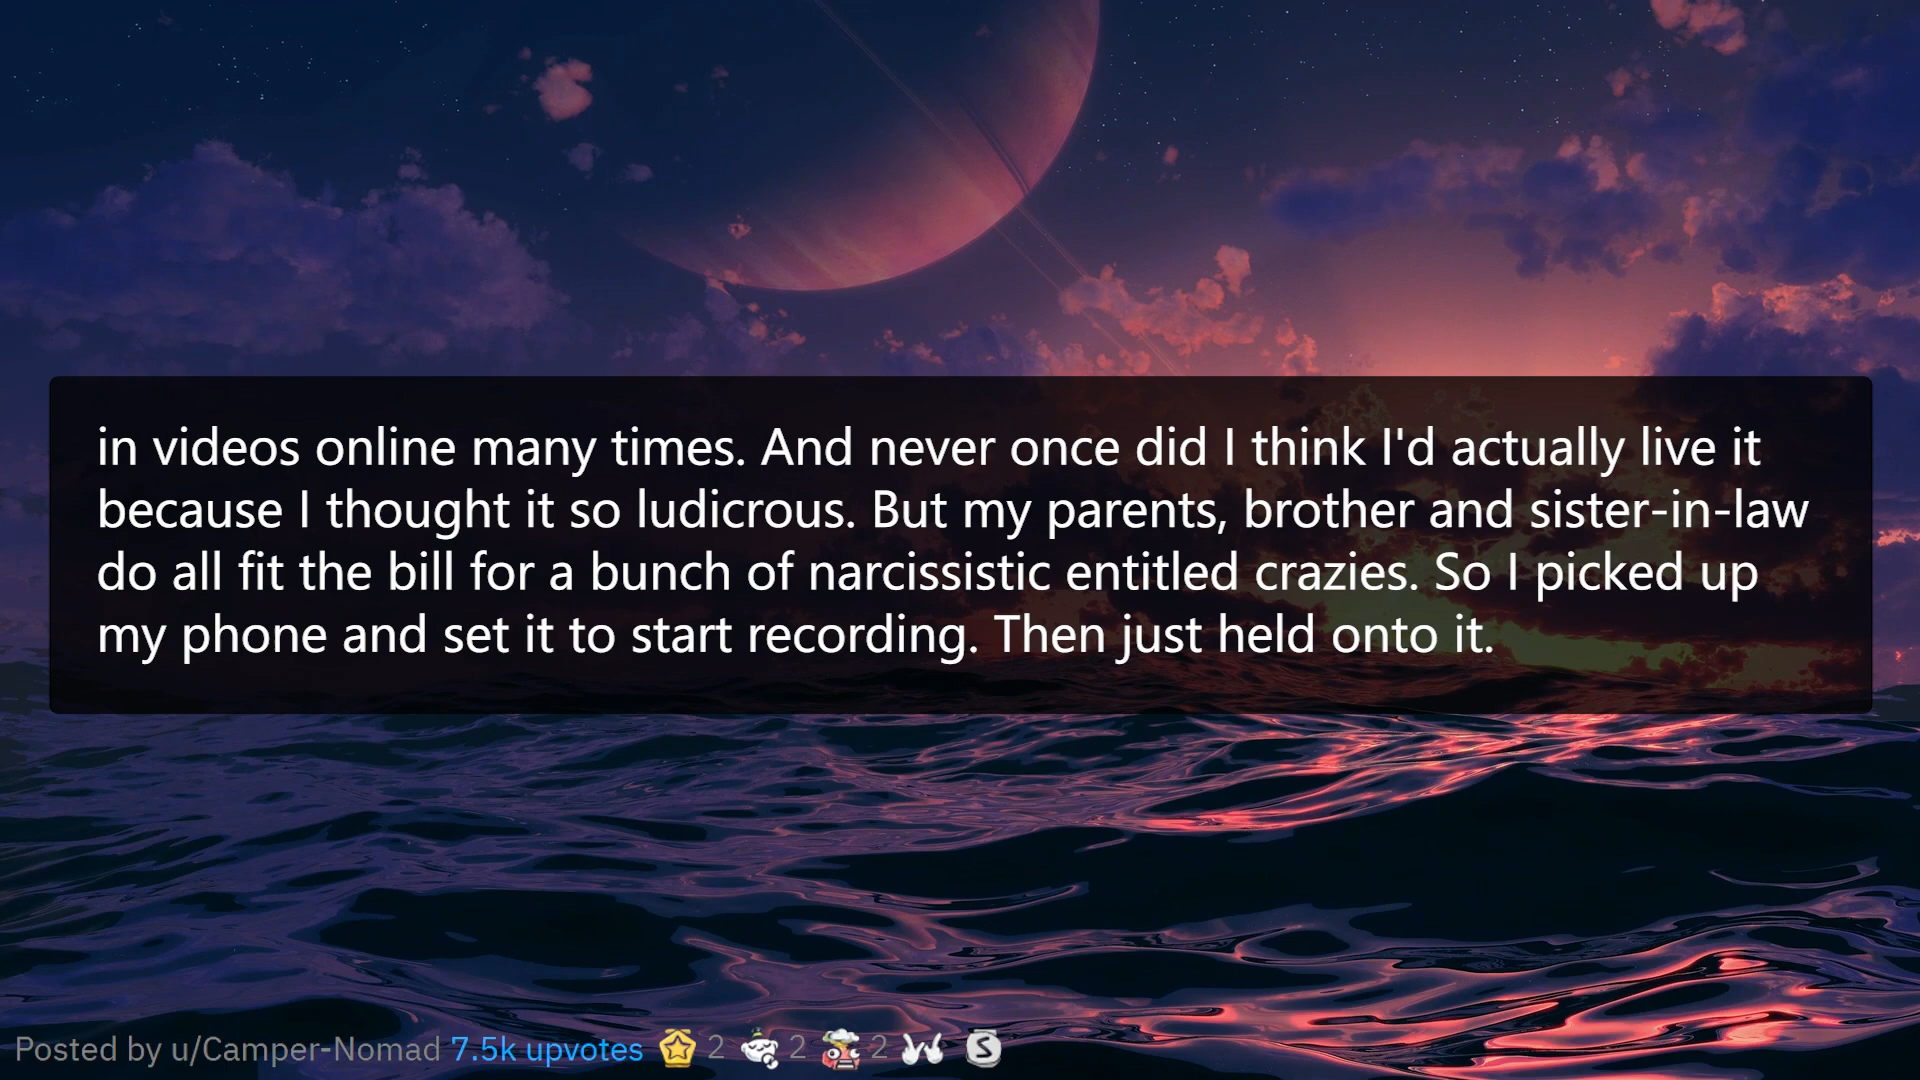 in videos online many times. And never once did I think I'd actually live it
because I thought it so ludicrous. But my parents, brother and sister-in-law
do all fit the bill for a bunch of narcissistic entitled crazies. So I picked up
my phone and set it to start recording. Then just held onto it.
Posted by u/Camper-Nomad 7.5k upvotes 2 2 2 S